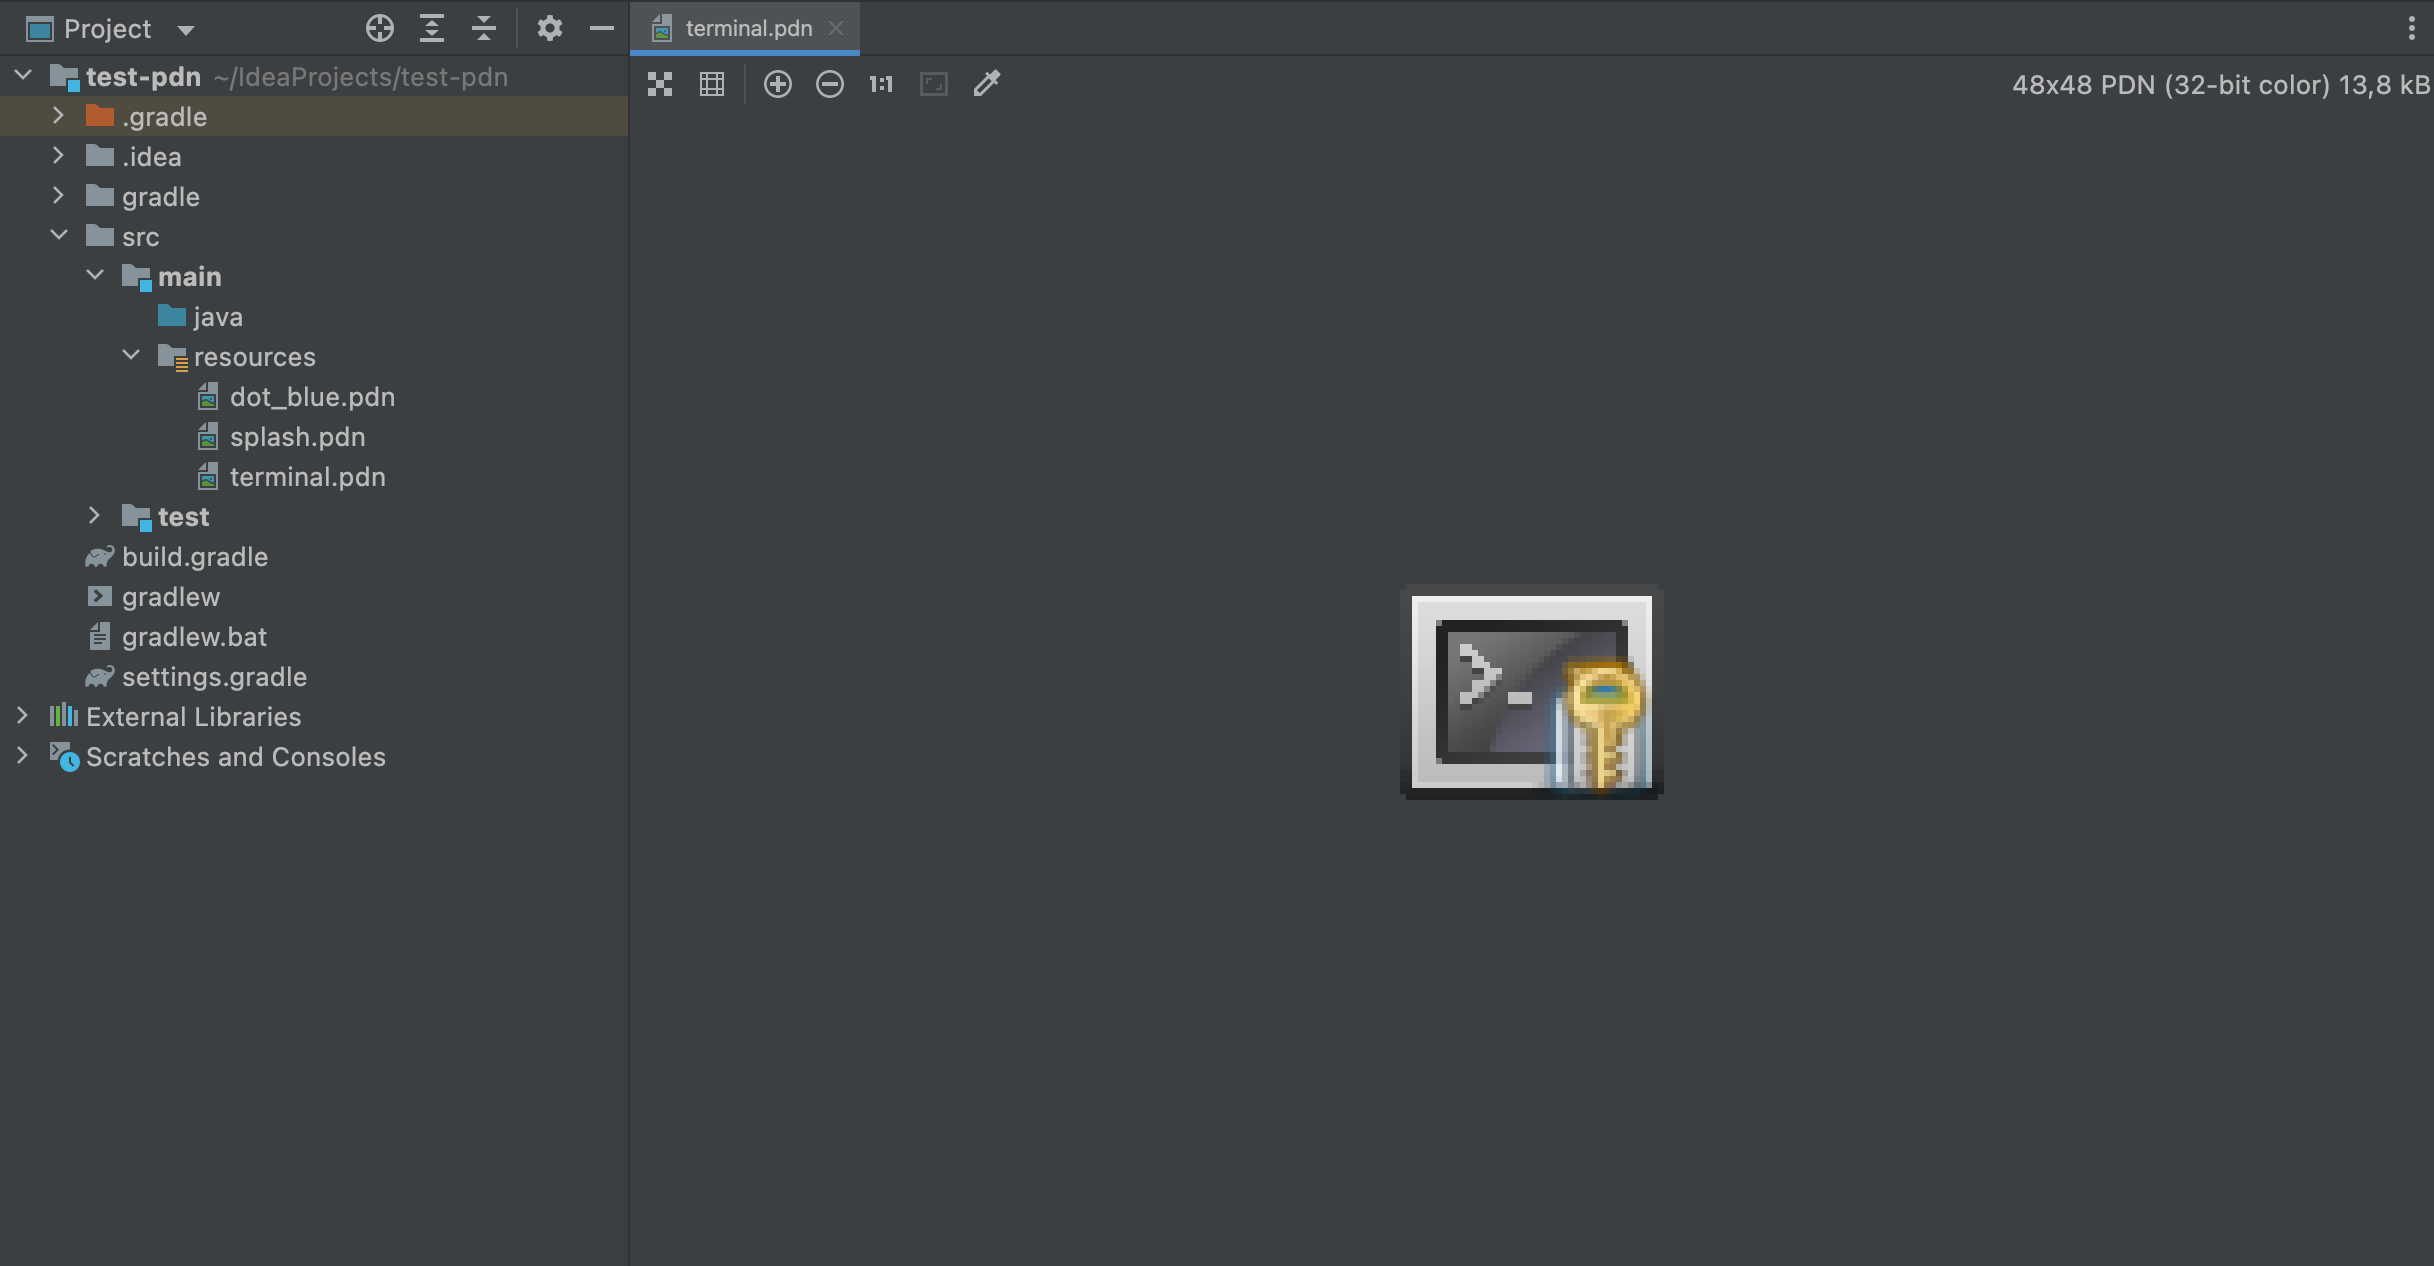 Project
terminal.pdn
test-pdn ~/IdeaProjects/test-pdn
1:1
48x48 PDN (32-bit color) 13,8 kB
.gradle
.idea
gradle
src
main
java
resources
dot_blue.pdn
splash.pdn
terminal.pdn
test
build.gradle
gradlew
gradlew.bat
settings.gradle
External Libraries
Scratches and Consoles